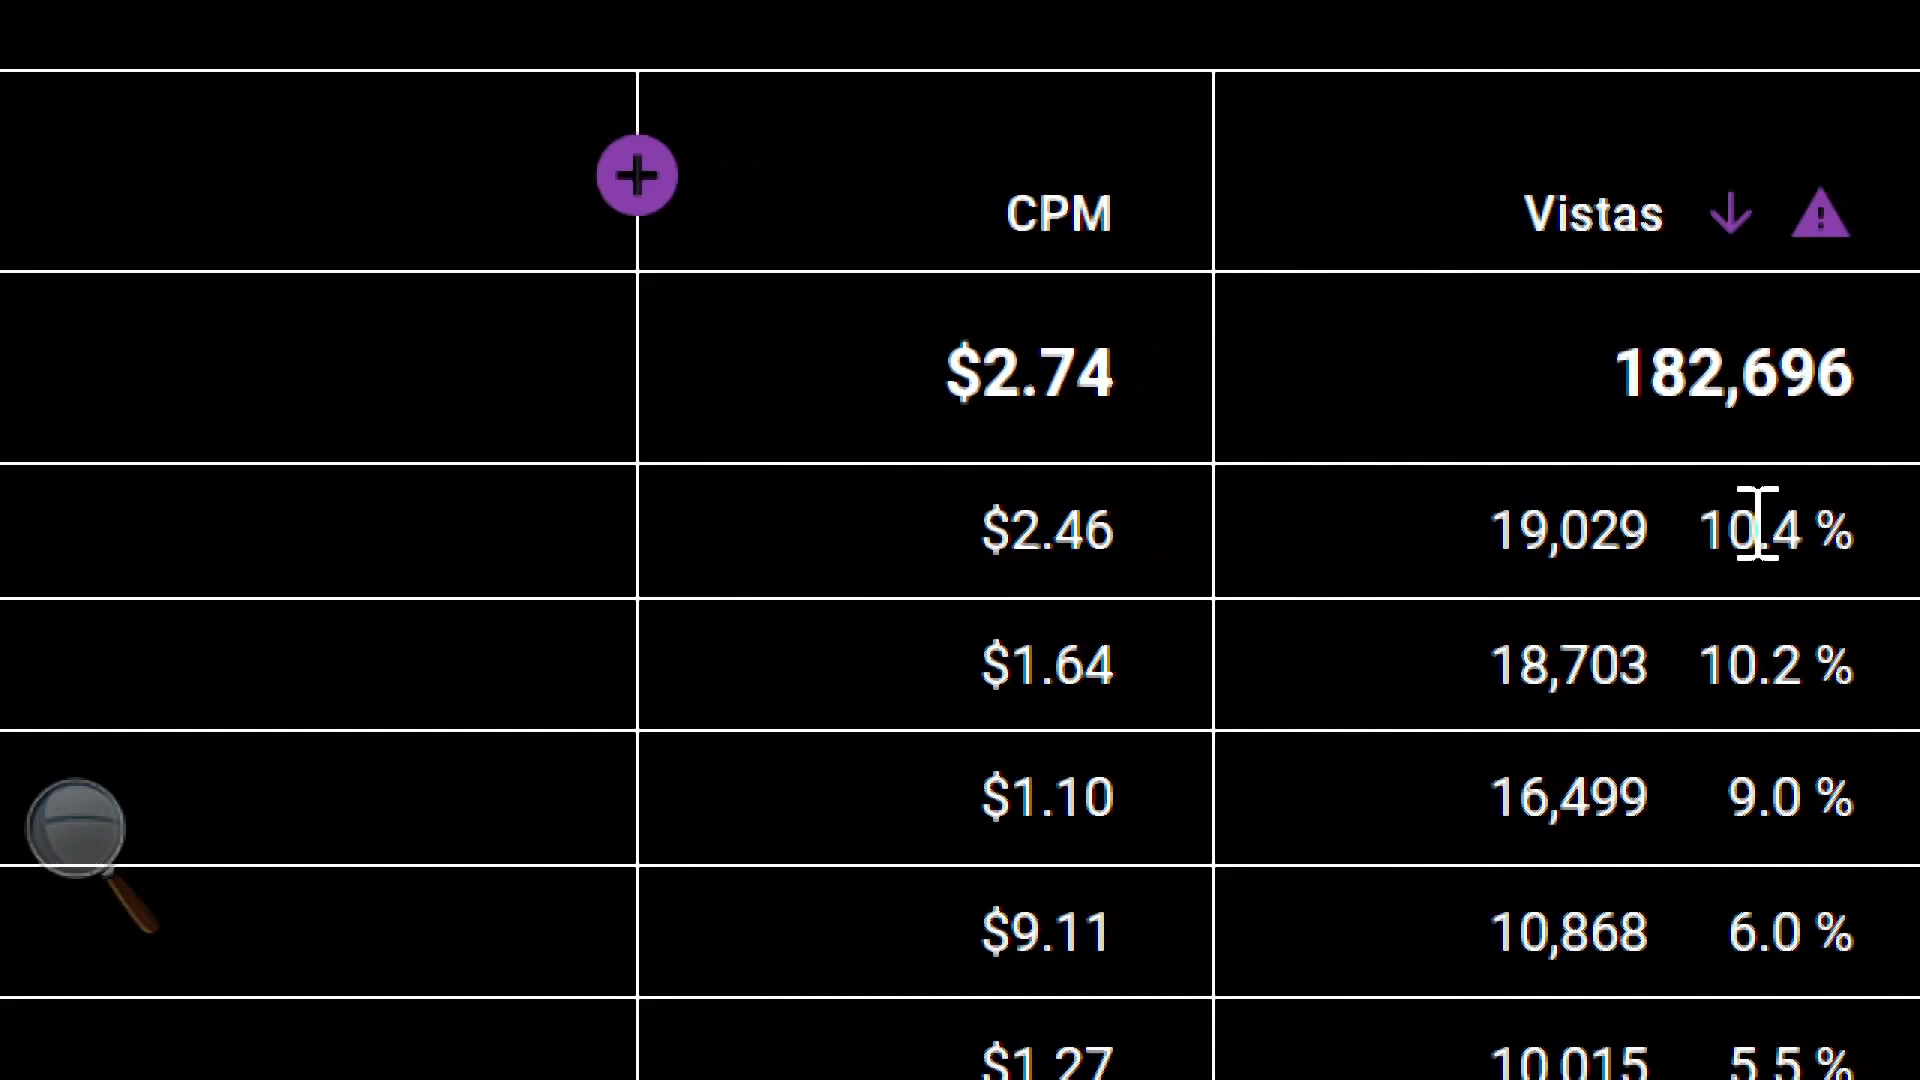 CPM Vistas
$2.74 182,696
$2.46 19,029 10.4 %
$1.64 18,703 10.2 %
$1.10 16,499 9.0 %
$9.11 10,868 6.0 %
$1.27 10,015 5.5 %